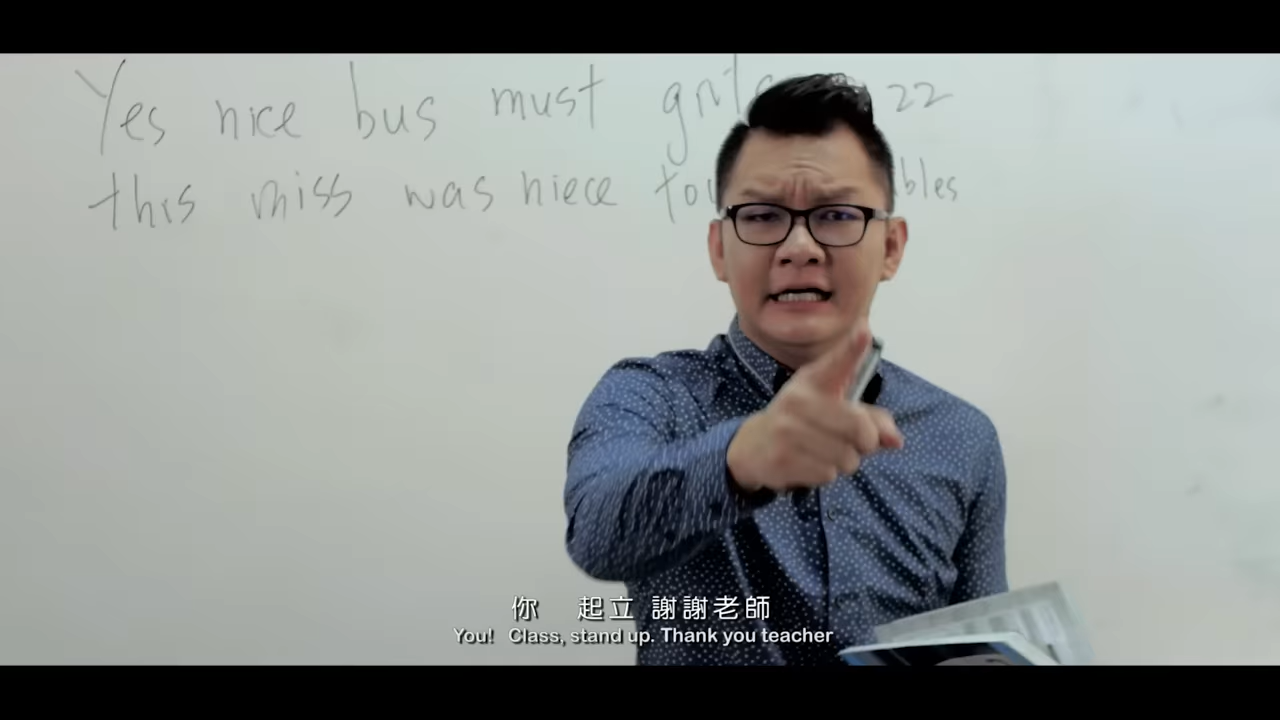 Yes nice bus must
this miss was niece
你 起立 謝謝老師
You! Class, stand up. Thank you teacher